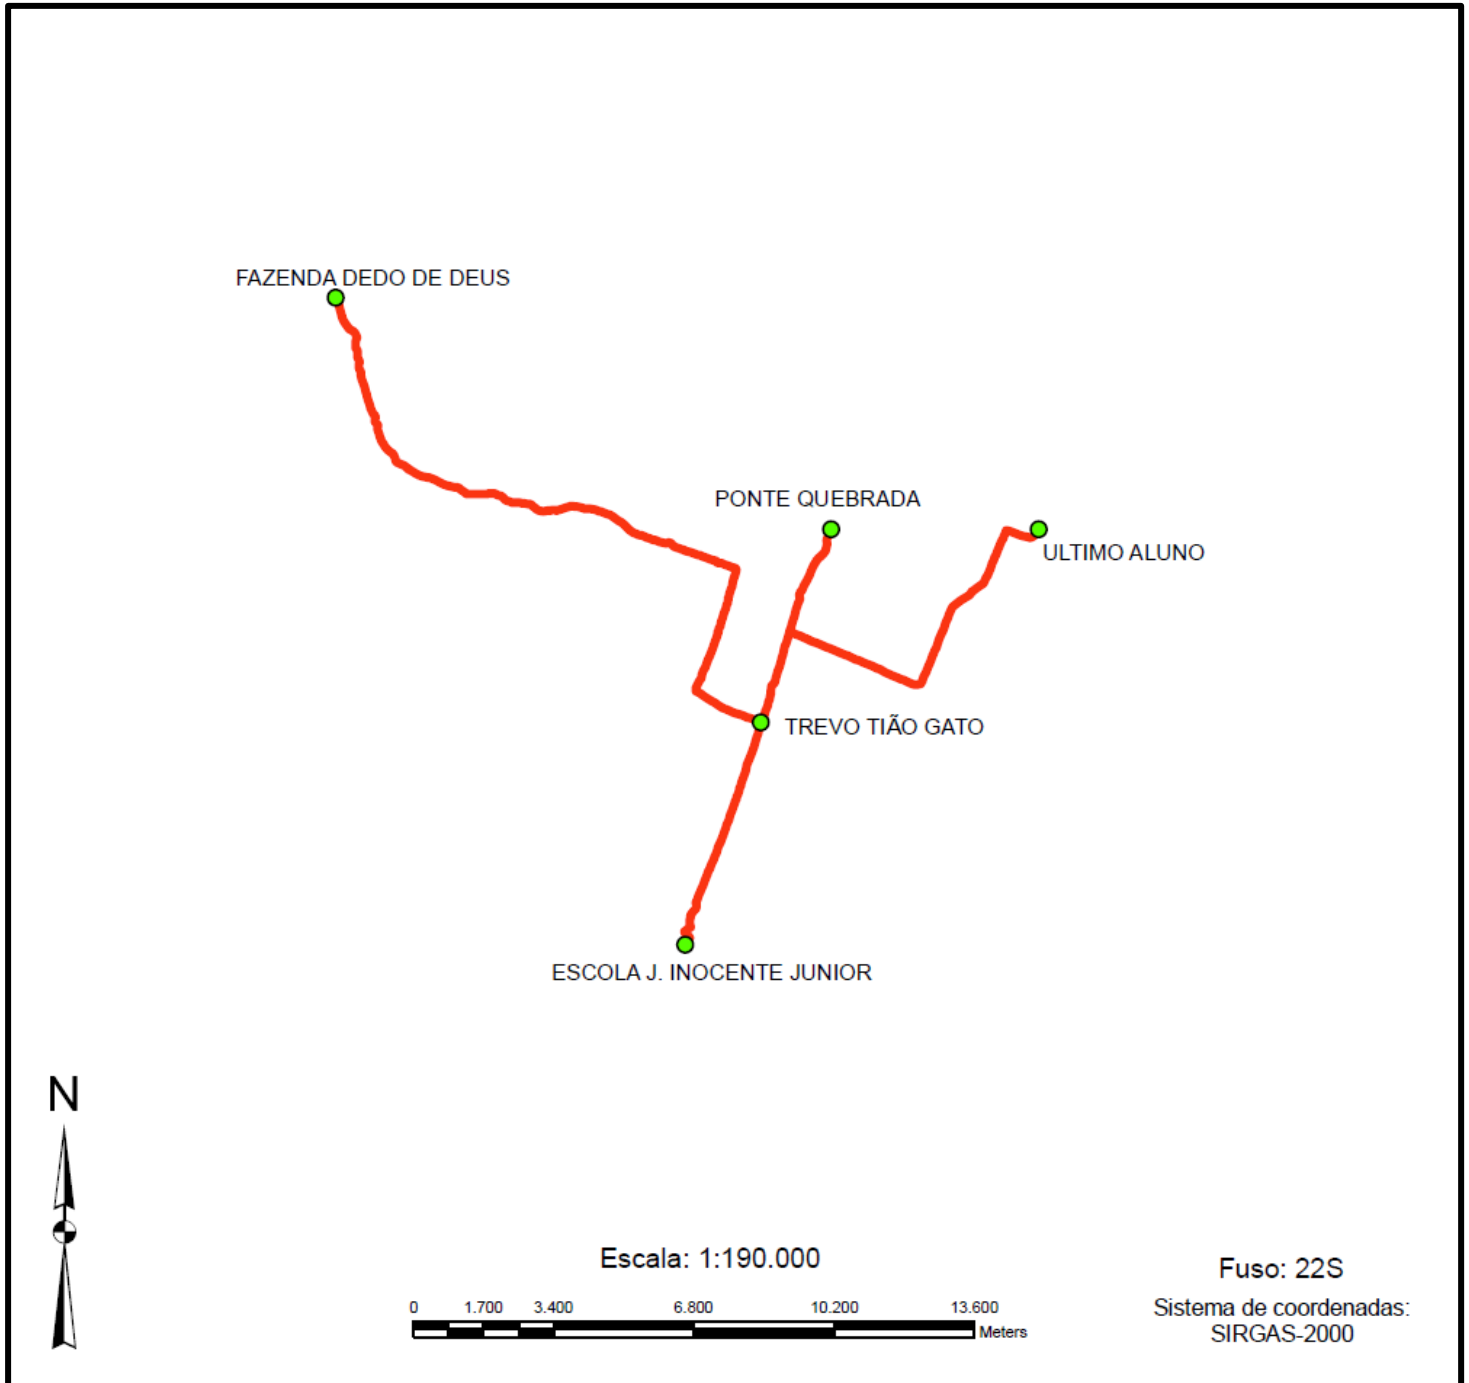 FAZENDA DEDO DE DEUS
PONTE QUEBRADA
ULTIMO ALUNO
TREVO TIÃO GATO
ESCOLA J. INOCENTE JUNIOR
N
Escala: 1:190.000
0 1.700 3.400 6.800 10.200 13.600
Meters
Fuso: 22S
Sistema de coordenadas:
SIRGAS-2000